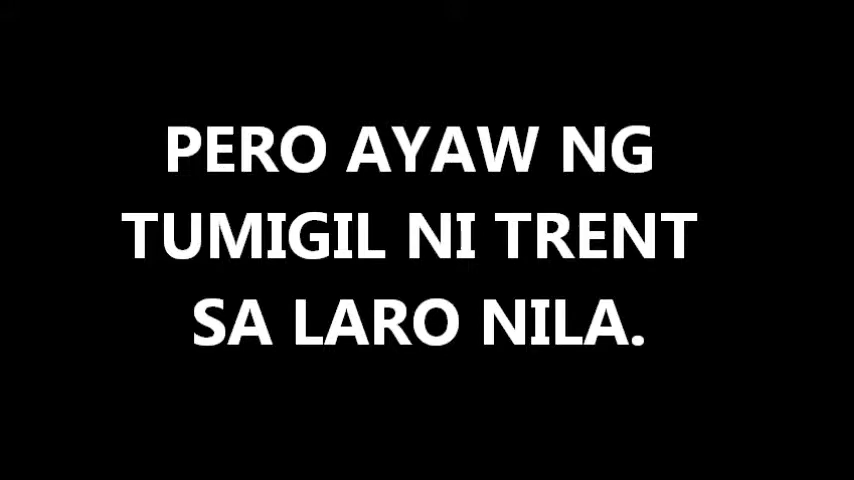 PERO AYAW NG
TUMIGIL NI TRENT
SA LARO NILA.